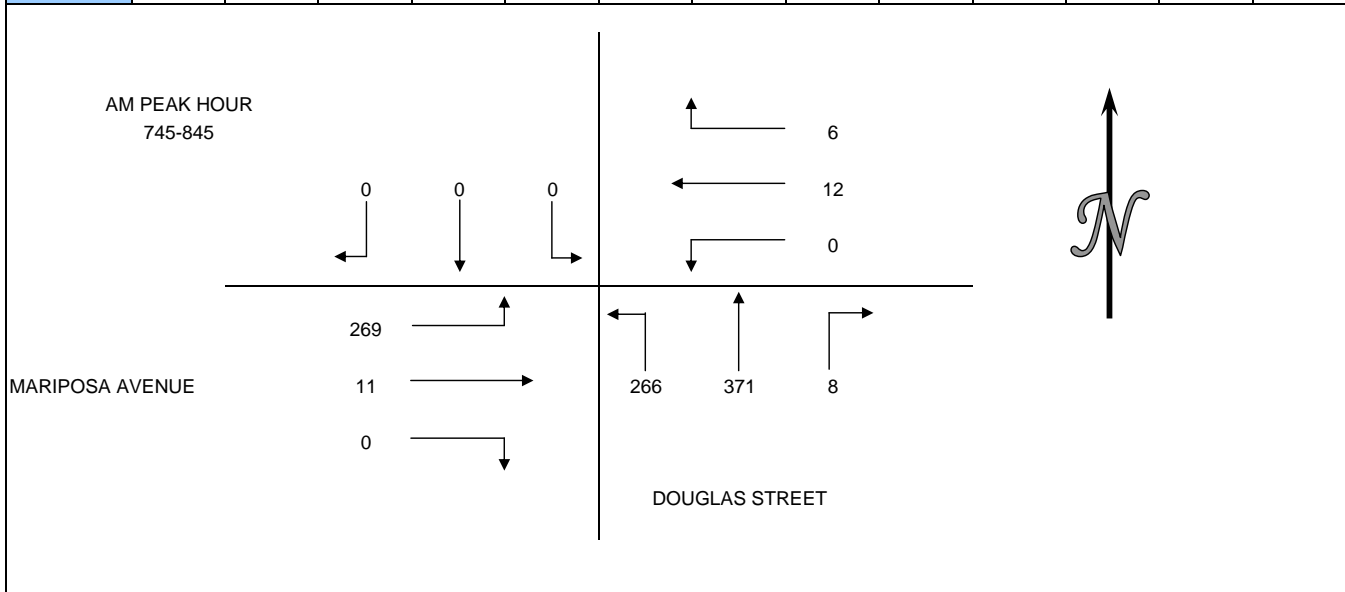 AM PEAK HOUR
745-845
6
12
0
0 0 0
269
11
0
266 371 8
MARIPOSA AVENUE
DOUGLAS STREET
N